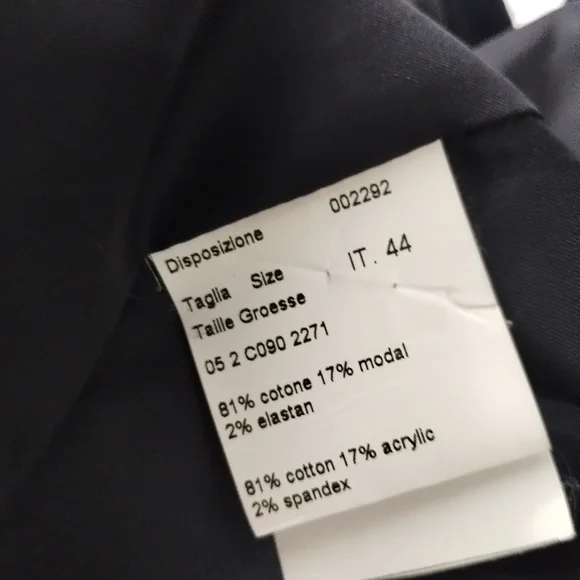 Disposizione 002292
Taglia Size IT. 44
Taille Groesse
05 2 C090 2271
81% cotone 17% modal
2% elastan
81% cotton 17% acrylic
2% spandex